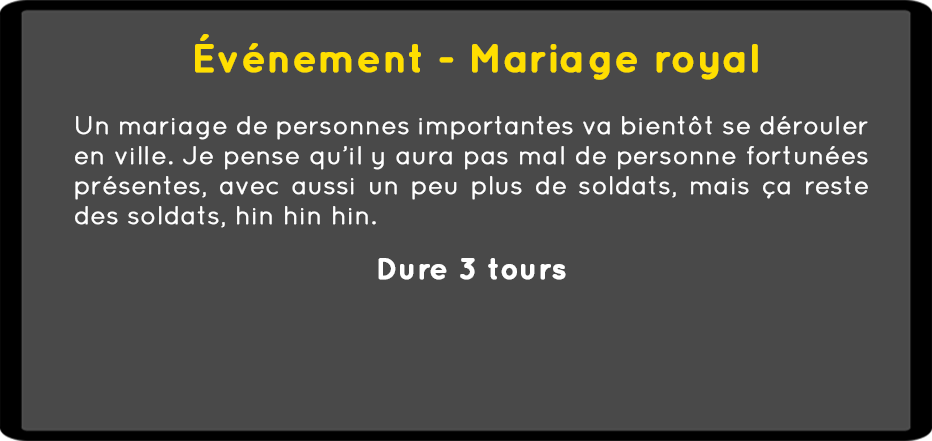 Événement - Mariage royal
Un mariage de personnes importantes va bientôt se dérouler
en ville. Je pense qu'il y aura pas mal de personne fortunées
présentes, avec aussi un peu plus de soldats, mais ça reste
des soldats, hin hin hin.
Dure 3 tours